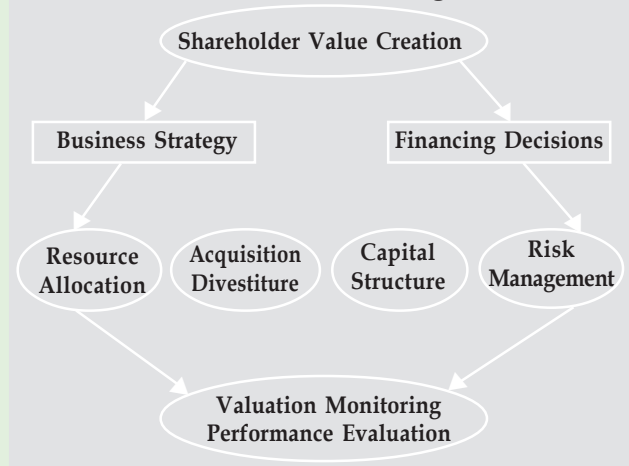 Shareholder Value Creation
Business Strategy
Financing Decisions
Resource
Allocation
Acquisition
Divestiture
Capital
Structure
Risk
Management
Valuation Monitoring
Performance Evaluation